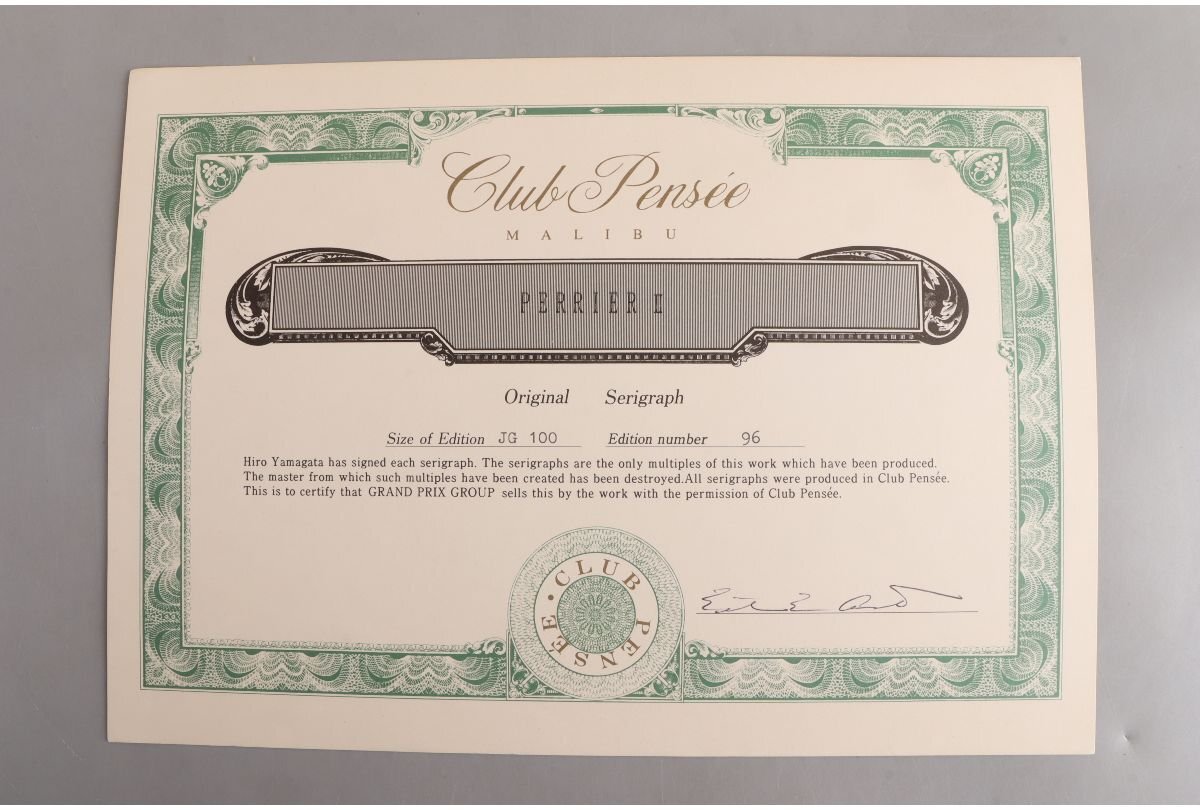 Club Pensée
MALIBU
PERRIER II
Original Serigraph
Size of Edition JG 100 Edition number 96
Hiro Yamagata has signed each serigraph. The serigraphs are the only multiples of this work which have been produced.
The master from which such multiples have been created has been destroyed.All serigraphs were produced in Club Pensée.
This is to certify that GRAND PRIX GROUP sells this by the work with the permission of Club Pensée.
CLUB PENSEE